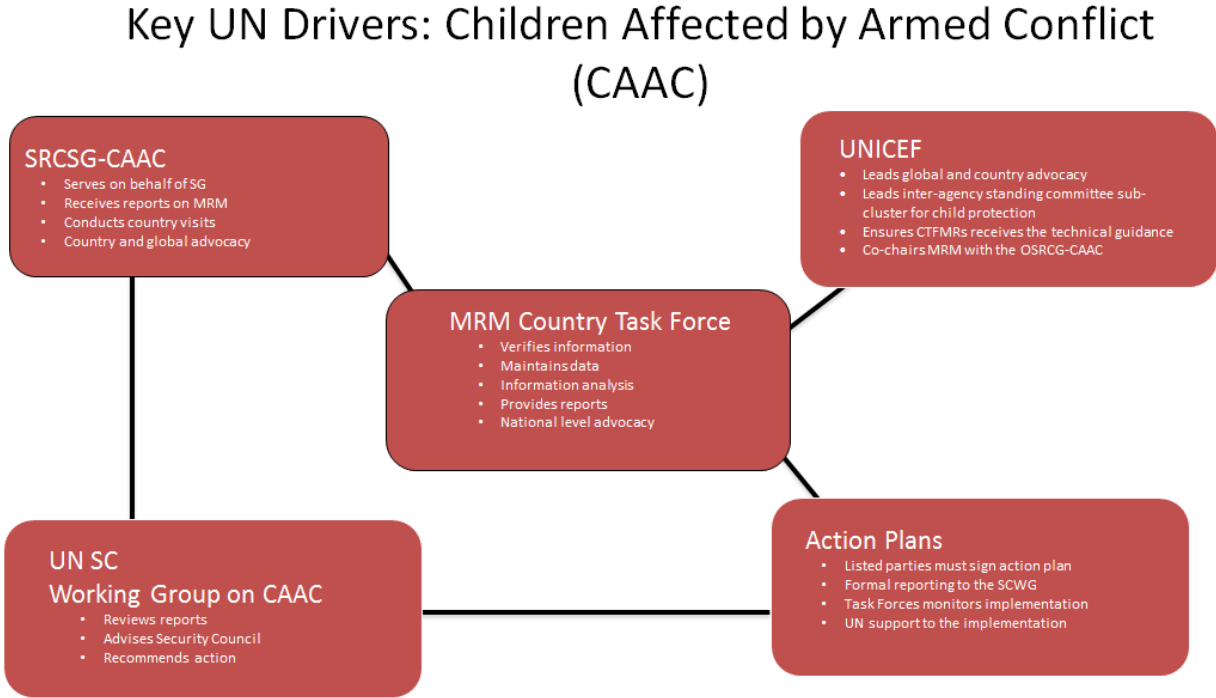 Key UN Drivers: Children Affected by Armed Conflict
(CAAC)
SRCSG-CAAC
• Serves on behalf of SG
• Receives reports on MRM
• Conducts country visits
• Country and global advocacy
UNICEF
• Leads global and country advocacy
• Leads inter-agency standing committee sub-
cluster for child protection
• Ensures CTFMRs receives the technical guidance
• Co-chairs MRM with the OSRCG-CAAC
MRM Country Task Force
• Verifies information
• Maintains data
• Information analysis
• Provides reports
• National level advocacy
UN SC
Working Group on CAAC
• Reviews reports
• Advises Security Council
• Recommends action
Action Plans
• Listed parties must sign action plan
• Formal reporting to the SCWG
• Task Forces monitors implementation
• UN support to the implementation